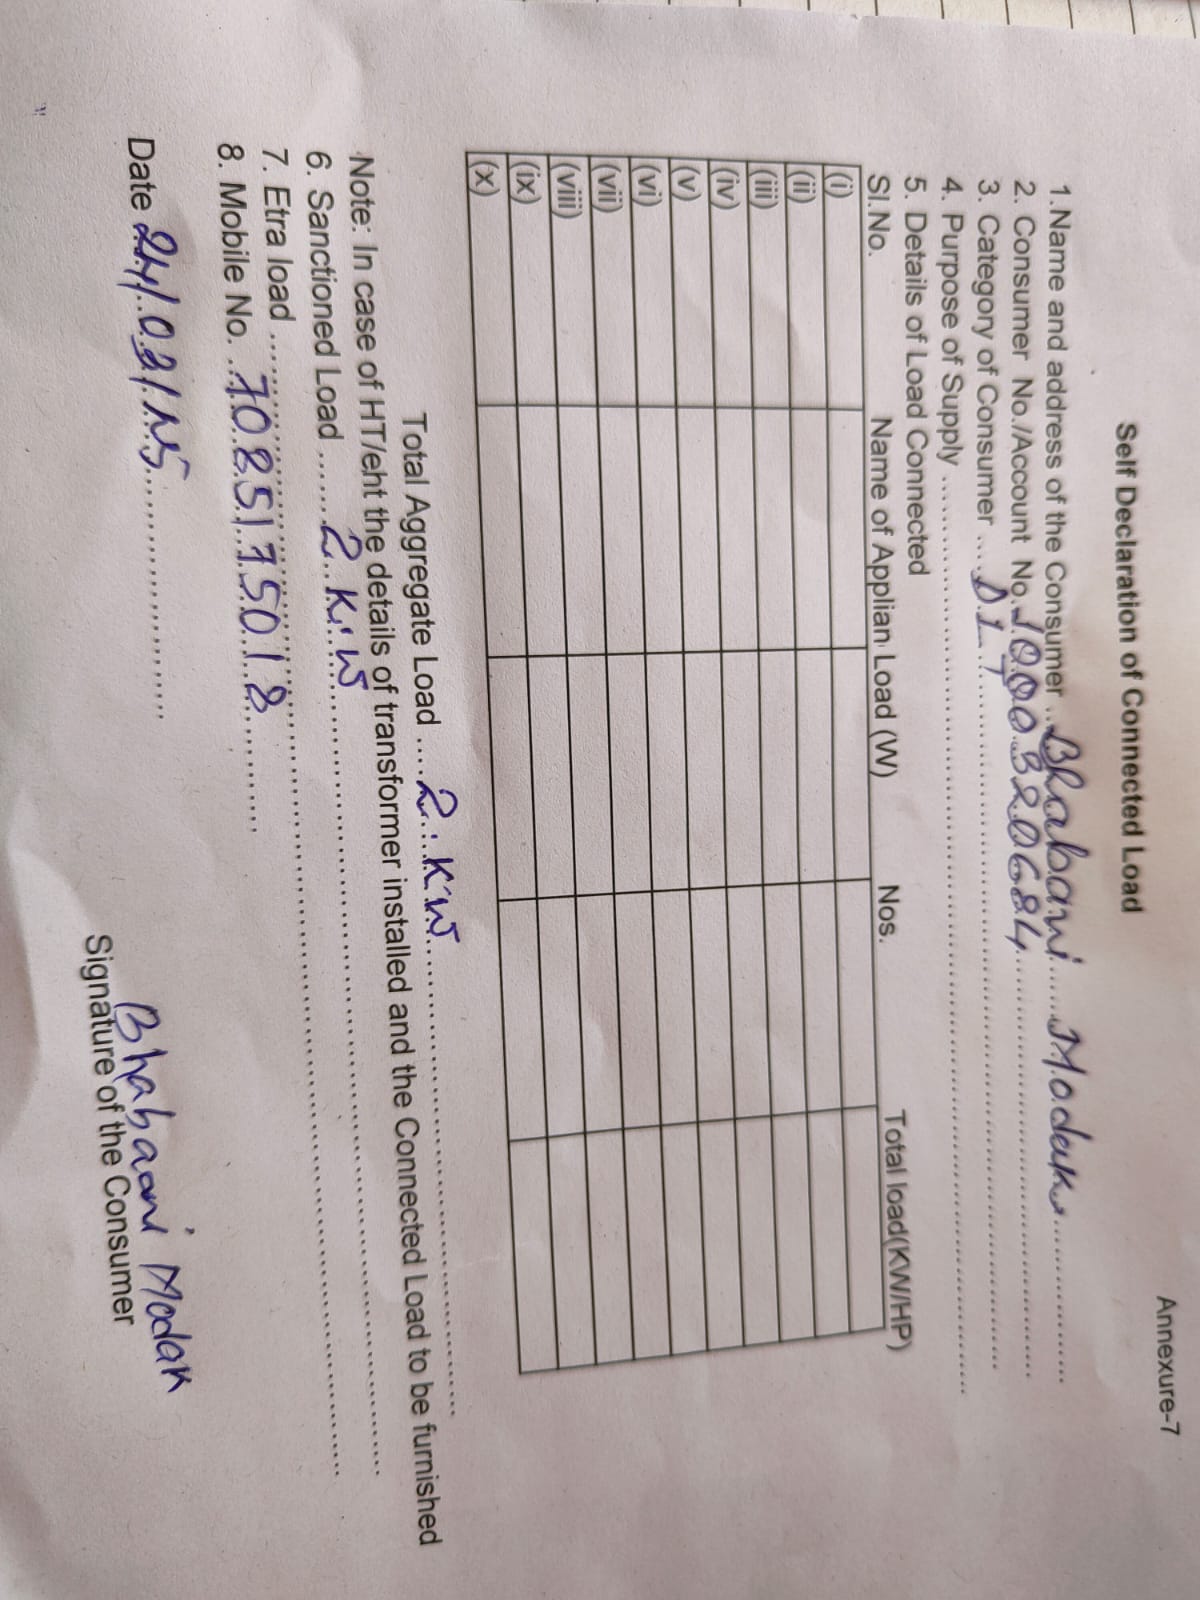 Annexure-7
Self Declaration of Connected Load
1.Name and address of the Consumer ..Bhabani......Modak................
2. Consumer No./Account No.1000320684................................
3. Category of Consumer ....D.L.T............................................
4. Purpose of Supply ............................................................
5. Details of Load Connected
Sl.No. Name of Applian Load (W) Nos. Total load(KW/HP)
(i)
(ii)
(iii)
(iv)
(v)
(vi)
(vii)
(viii)
(ix)
(x)
Total Aggregate Load ....2...K.W....................................
Note: In case of HT/eht the details of transformer installed and the Connected Load to be furnished
6. Sanctioned Load ......2..K.W..............................................
7. Etra load ............................................................
8. Mobile No. ..7085175018............
Date 24/02/25..................
Bhabani Modak
Signature of the Consumer